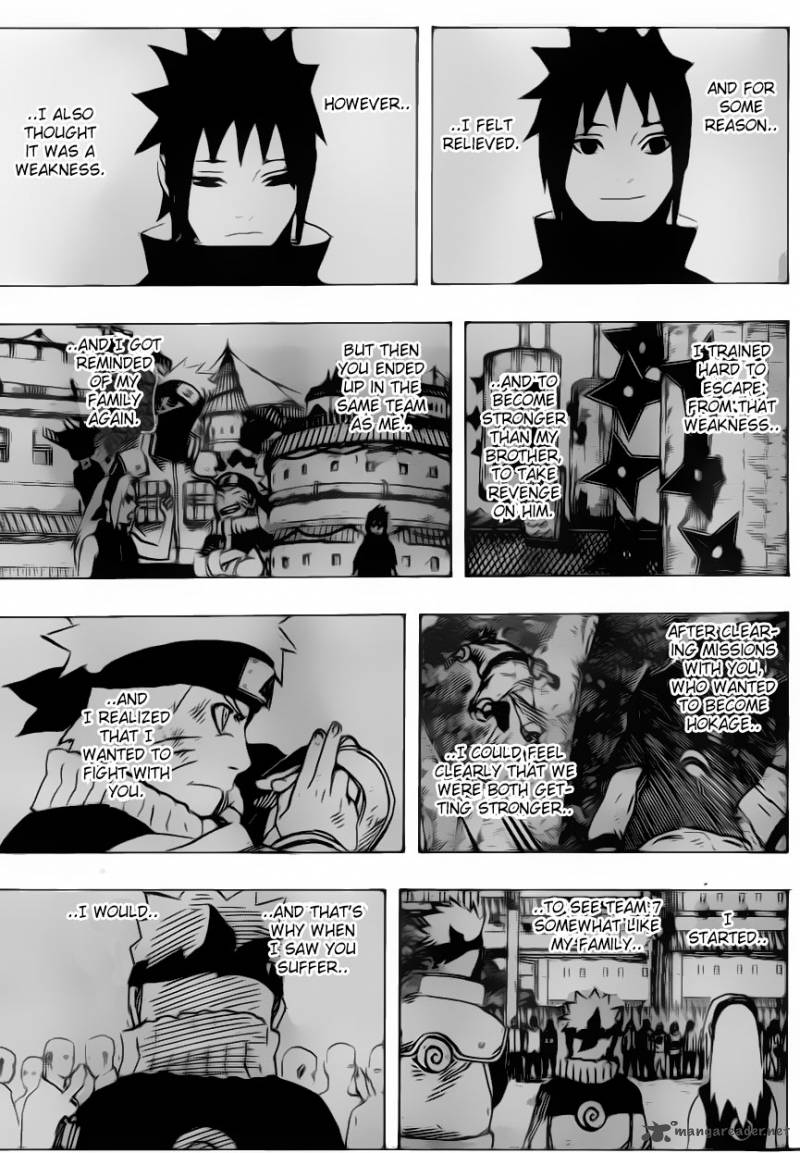 AND FOR
SOME
REASON..
..I FELT
RELIEVED.
HOWEVER..
..I ALSO
THOUGHT
IT WAS A
WEAKNESS.
I TRAINED
HARD TO
ESCAPE
FROM THAT
WEAKNESS..
..AND TO
BECOME
STRONGER
THAN MY
BROTHER,
TO TAKE
REVENGE
ON HIM.
BUT THEN
YOU ENDED
UP IN THE
SAME TEAM
AS ME..
..AND I GOT
REMINDED
OF MY
FAMILY
AGAIN.
AFTER CLEAR-
ING MISSIONS
WITH YOU,
WHO WANTED
TO BECOME
HOKAGE..
..I COULD FEEL
CLEARLY THAT WE
WERE BOTH GET-
TING STRONGER..
..AND
I REALIZED
THAT I
WANTED TO
FIGHT WITH
YOU.
I
STARTED..
..TO SEE TEAM 7
SOMEWHAT LIKE
MY FAMILY..
..AND THAT'S
WHY WHEN
I SAW YOU
SUFFER..
..I WOULD..
mangareader.net